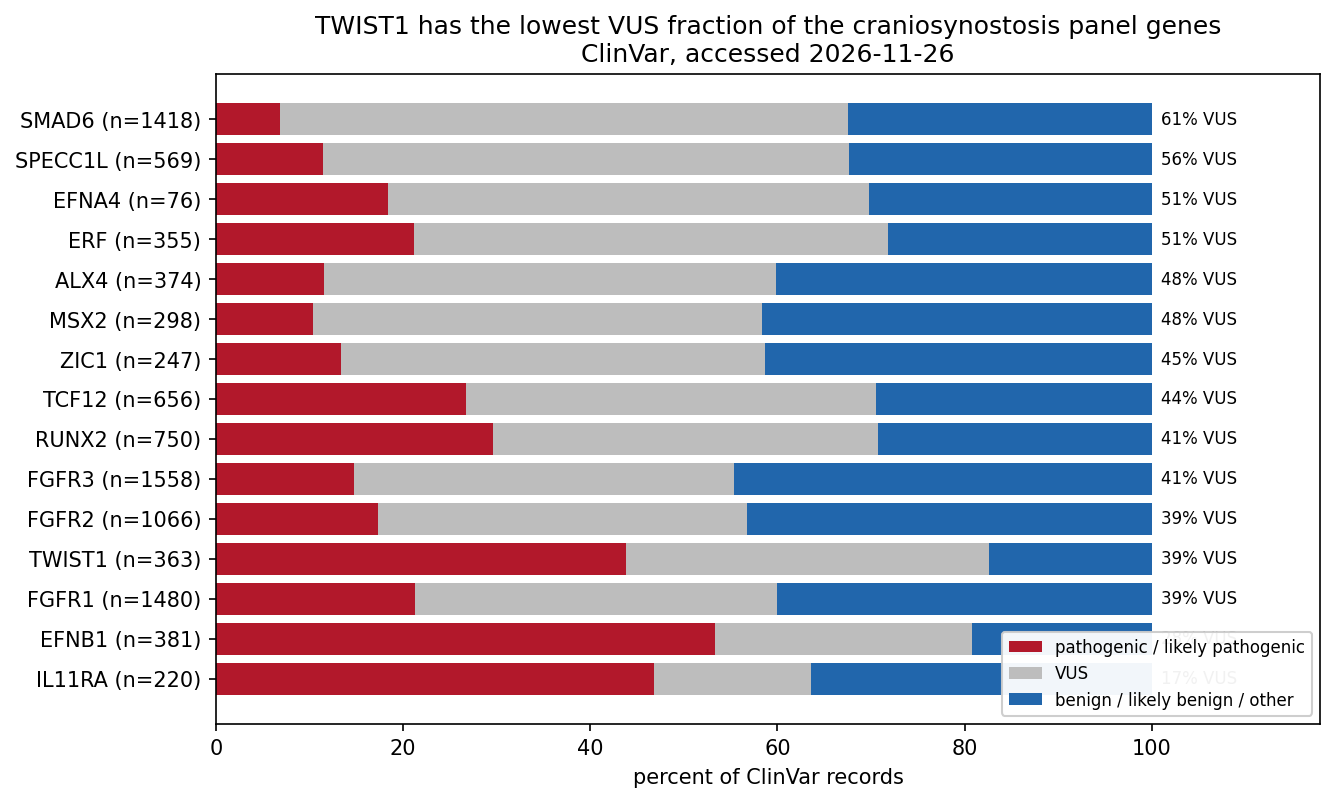 TWIST1 has the lowest VUS fraction of the craniosynostosis panel genes
ClinVar, accessed 2026-11-26
SMAD6 (n=1418) 61% VUS
SPECC1L (n=569) 56% VUS
EFNA4 (n=76) 51% VUS
ERF (n=355) 51% VUS
ALX4 (n=374) 48% VUS
MSX2 (n=298) 48% VUS
ZIC1 (n=247) 45% VUS
TCF12 (n=656) 44% VUS
RUNX2 (n=750) 41% VUS
FGFR3 (n=1558) 41% VUS
FGFR2 (n=1066) 39% VUS
TWIST1 (n=363) 39% VUS
FGFR1 (n=1480) 39% VUS
EFNB1 (n=381)
IL11RA (n=220) 17% VUS
pathogenic / likely pathogenic
VUS
benign / likely benign / other
0 20 40 60 80 100
percent of ClinVar records